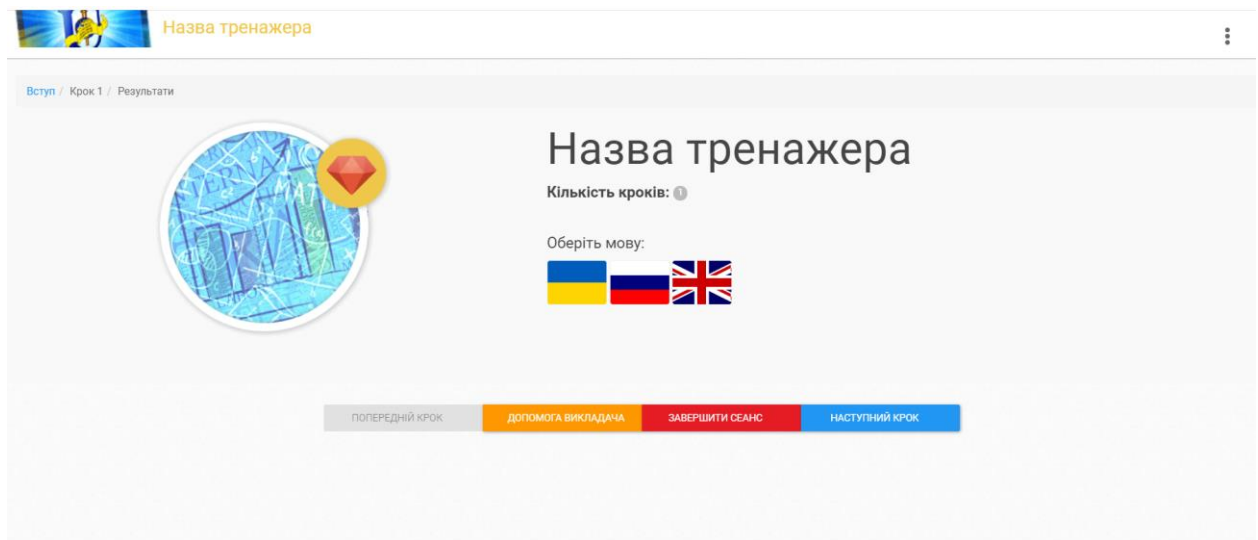 Назва тренажера
Вступ / Крок 1 / Результати
Назва тренажера
Кількість кроків: 1
Оберіть мову:
ПОПЕРЕДНІЙ КРОК ДОПОМОГА ВИКЛАДАЧА ЗАВЕРШИТИ СЕАНС НАСТУПНИЙ КРОК